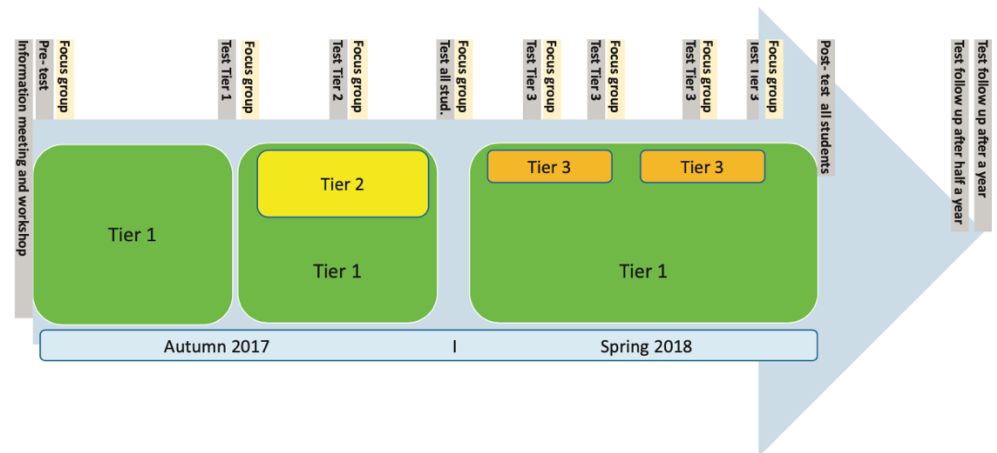 Information meeting and workshop
Pre- test
Focus group
Test Tier 1
Focus group
Test Tier 2
Focus group
Test all stud.
Focus group
Test Tier 3
Focus group
Test Tier 3
Focus group
Test Tier 3
Focus group
Test Tier 3
Focus group
Post- test all students
Test follow up after half a year
Test follow up after a year
Tier 1
Tier 2
Tier 1
Tier 3
Tier 3
Tier 1
Autumn 2017 I Spring 2018